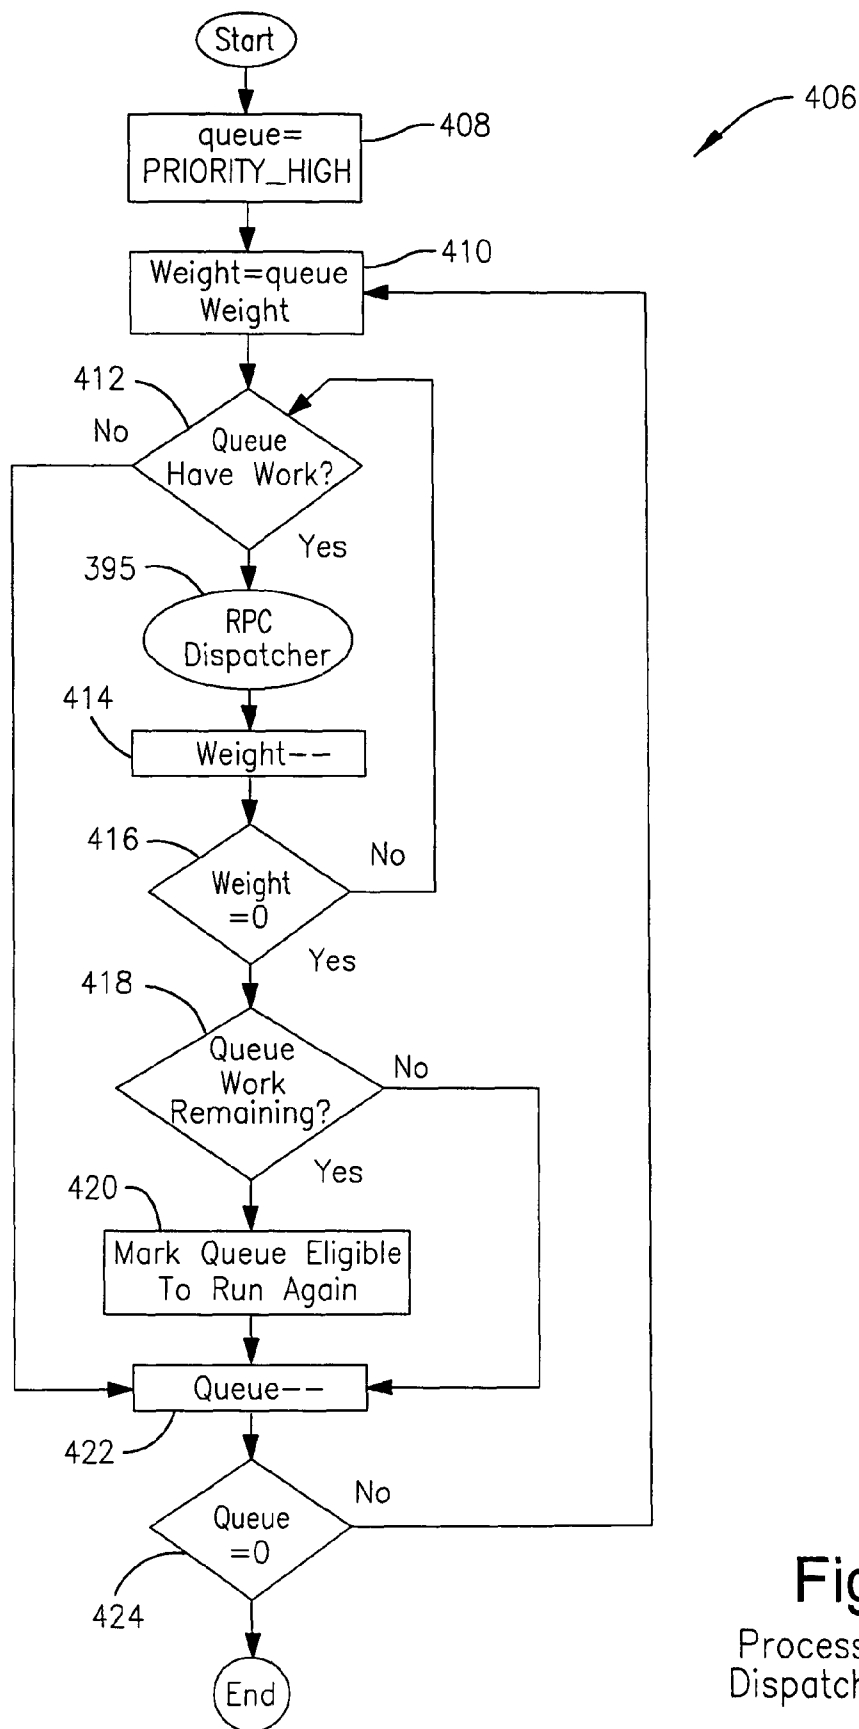 Start
406
queue=
PRIORITY_HIGH
408
Weight=queue
Weight
410
412
No
Queue
Have Work?
Yes
395
RPC
Dispatcher
414
Weight--
416
No
Weight
=0
Yes
418
Queue
Work
Remaining?
No
Yes
420
Mark Queue Eligible
To Run Again
Queue--
422
No
Queue
=0
424
End
Fig
Process
Dispatch